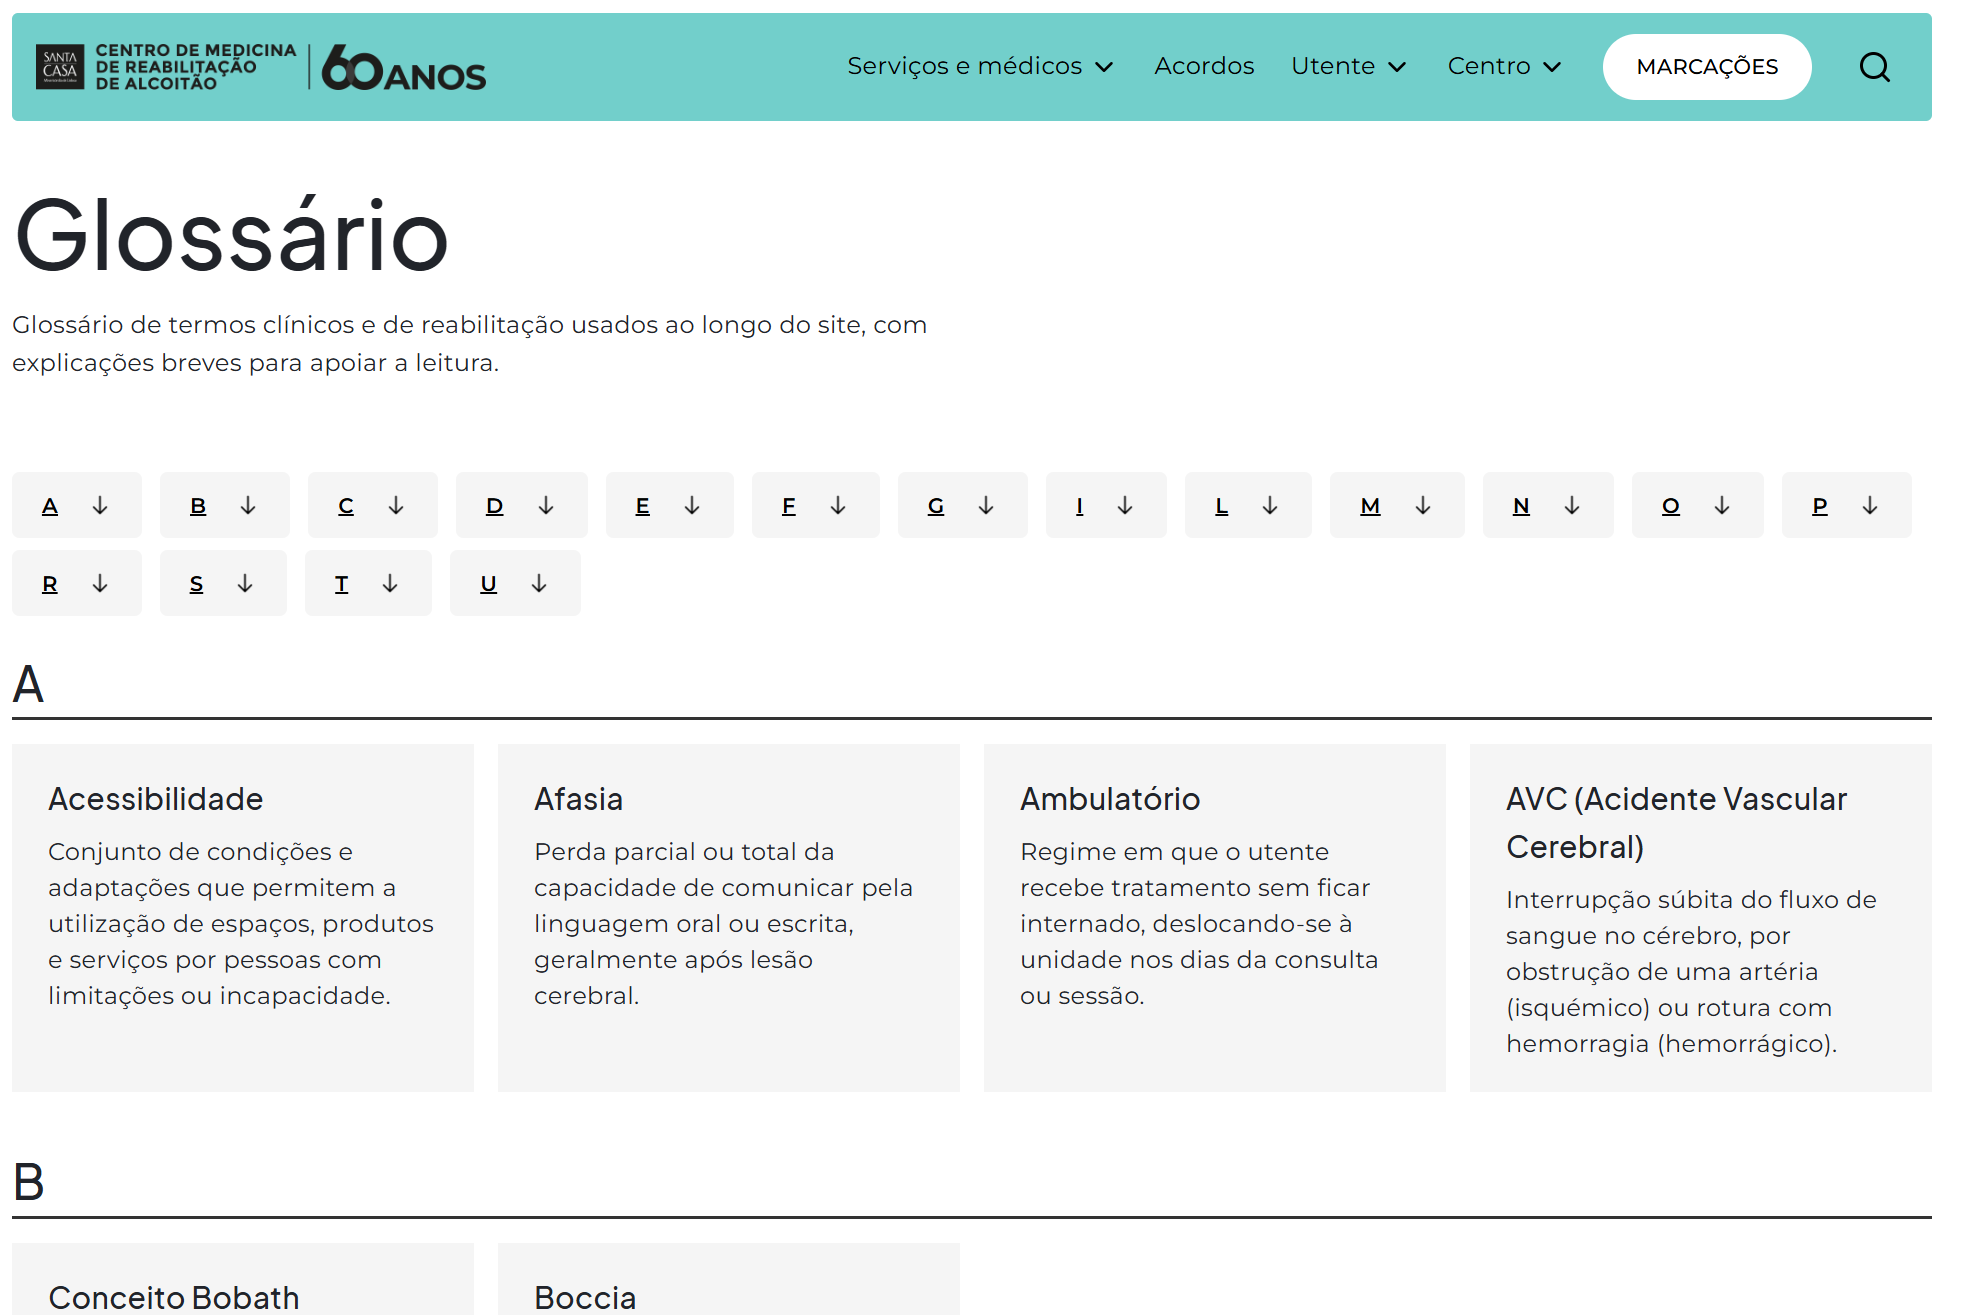 SANTA
CASA
CENTRO DE MEDICINA
DE REABILITAÇÃO
DE ALCOITÃO
60ANOS
Serviços e médicos
Acordos
Utente
Centro
MARCAÇÕES
Glossário
Glossário de termos clínicos e de reabilitação usados ao longo do site, com
explicações breves para apoiar a leitura.
A
B
C
D
E
F
G
I
L
M
N
O
P
R
S
T
U
A
Acessibilidade
Conjunto de condições e
adaptações que permitem a
utilização de espaços, produtos
e serviços por pessoas com
limitações ou incapacidade.
Afasia
Perda parcial ou total da
capacidade de comunicar pela
linguagem oral ou escrita,
geralmente após lesão
cerebral.
Ambulatório
Regime em que o utente
recebe tratamento sem ficar
internado, deslocando-se à
unidade nos dias da consulta
ou sessão.
AVC (Acidente Vascular
Cerebral)
Interrupção súbita do fluxo de
sangue no cérebro, por
obstrução de uma artéria
(isquémico) ou rotura com
hemorragia (hemorrágico).
B
Conceito Bobath
Boccia